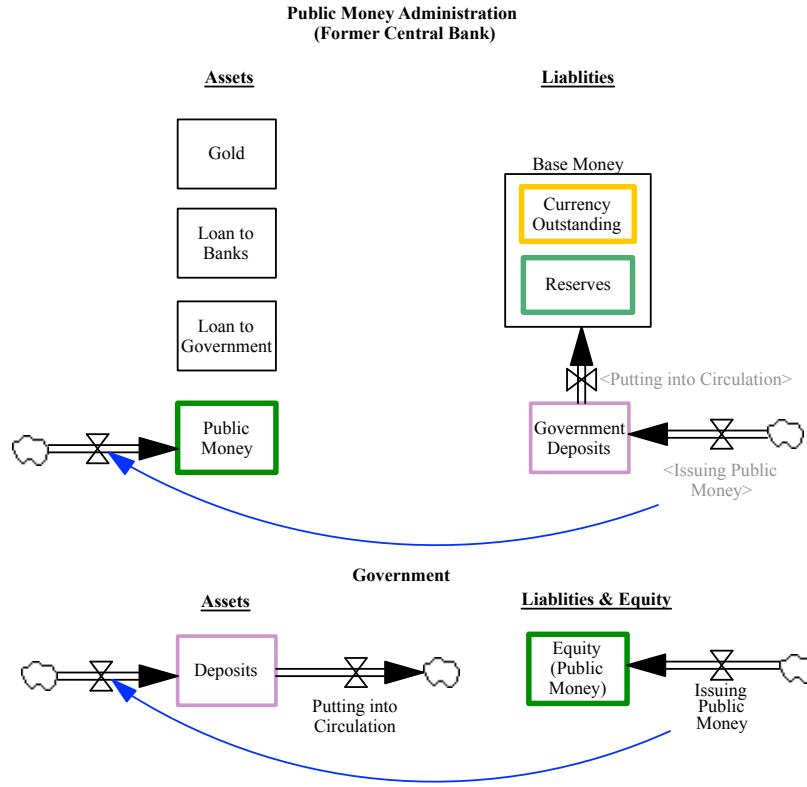 Public Money Administration
(Former Central Bank)
Assets
Liablities
Gold
Base Money
Currency
Outstanding
Loan to
Banks
Reserves
Loan to
Government
<Putting into Circulation>
Public
Money
Government
Deposits
<Issuing Public
Money>
Government
Assets
Liablities & Equity
Deposits
Equity
(Public
Money)
Putting into
Circulation
Issuing
Public
Money